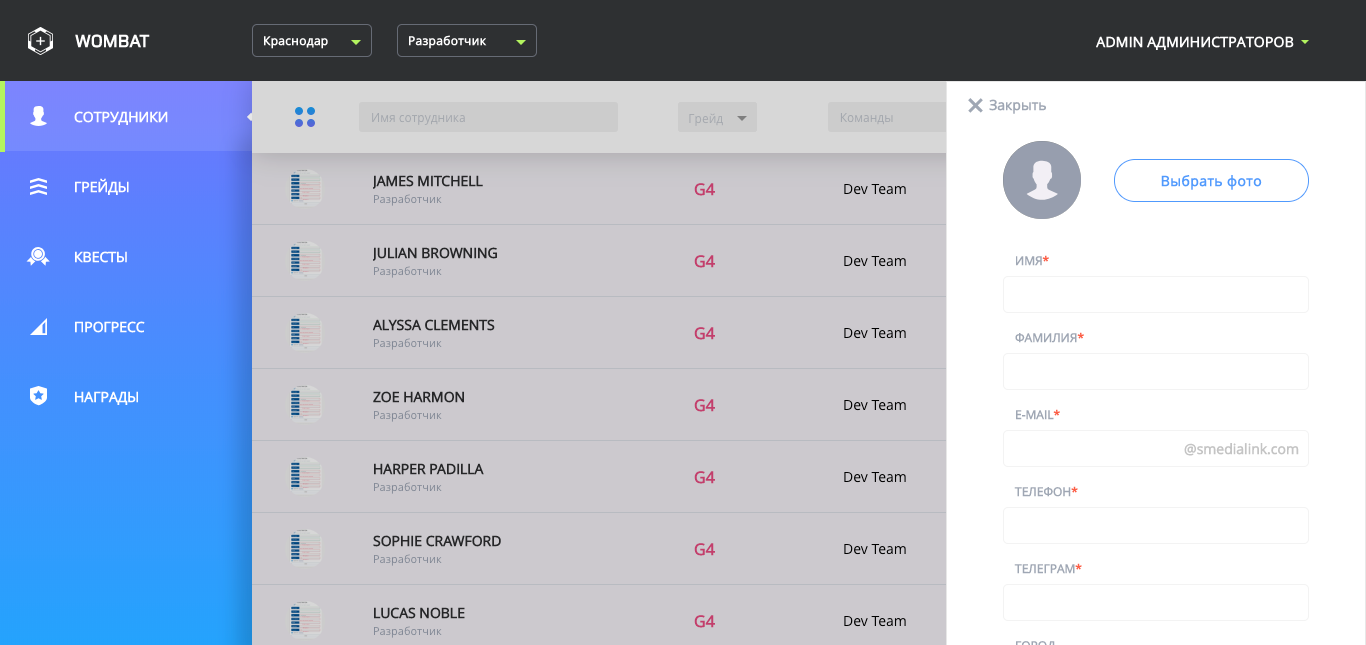 WOMBAT
Краснодар
Разработчик
ADMIN АДМИНИСТРАТОРОВ
СОТРУДНИКИ
ГРЕЙДЫ
КВЕСТЫ
ПРОГРЕСС
НАГРАДЫ
Имя сотрудника
Грейд
Команды
JAMES MITCHELL
Разработчик
G4
Dev Team
JULIAN BROWNING
Разработчик
G4
Dev Team
ALYSSA CLEMENTS
Разработчик
G4
Dev Team
ZOE HARMON
Разработчик
G4
Dev Team
HARPER PADILLA
Разработчик
G4
Dev Team
SOPHIE CRAWFORD
Разработчик
G4
Dev Team
LUCAS NOBLE
Разработчик
G4
Dev Team
Закрыть
Выбрать фото
ИМЯ*
ФАМИЛИЯ*
E-MAIL*
@smedialink.com
ТЕЛЕФОН*
ТЕЛЕГРАМ*
ГОРОД